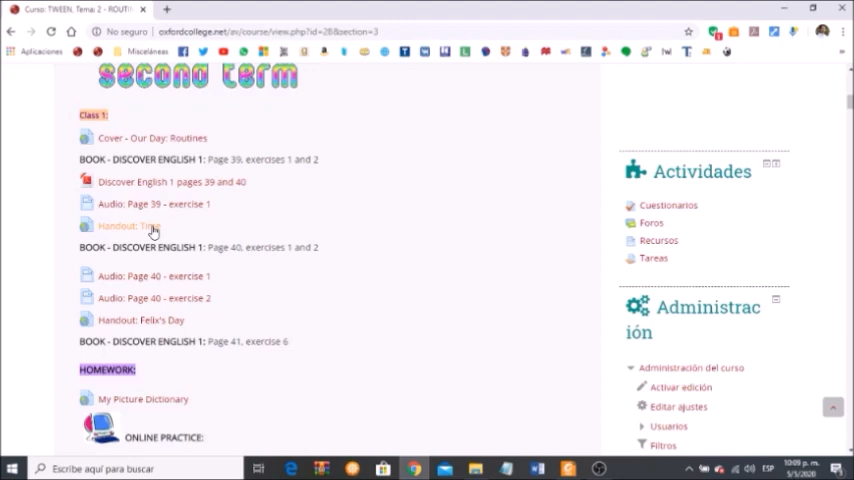 Curso: TWEEN, Tema: 2 - ROUTI
No seguro | oxfordcollege.net/av/course/view.php?id=28&section=3
Aplicaciones
Misceláneas
second term
Class 1:
Cover - Our Day: Routines
BOOK - DISCOVER ENGLISH 1: Page 39, exercises 1 and 2
Discover English 1 pages 39 and 40
Audio: Page 39 - exercise 1
Handout: Time
BOOK - DISCOVER ENGLISH 1: Page 40, exercises 1 and 2
Audio: Page 40 - exercise 1
Audio: Page 40 - exercise 2
Handout: Felix's Day
BOOK - DISCOVER ENGLISH 1: Page 41, exercise 6
HOMEWORK:
My Picture Dictionary
ONLINE PRACTICE:
Actividades
Cuestionarios
Foros
Recursos
Tareas
Administrac
ión
Administración del curso
Activar edición
Editar ajustes
Usuarios
Filtros
Escribe aquí para buscar
ESP
10:09 p. m.
5/5/2020